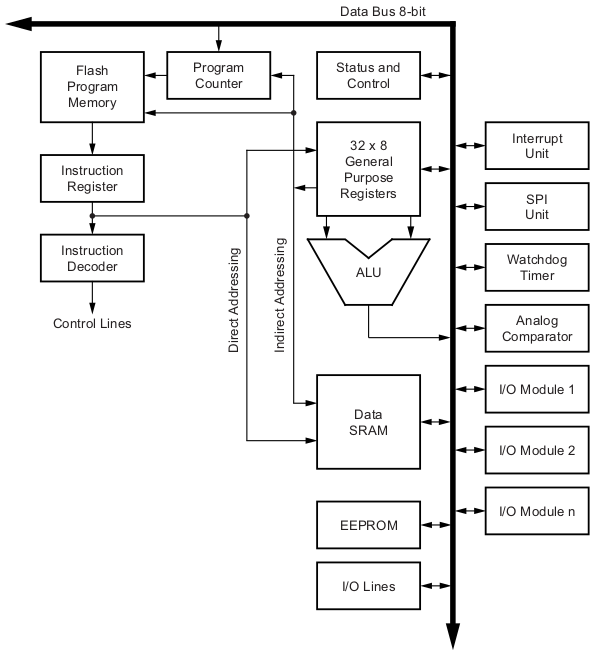 Data Bus 8-bit
Flash
Program
Memory
Program
Counter
Status and
Control
32 x 8
General
Purpose
Registers
Interrupt
Unit
Instruction
Register
SPI
Unit
Instruction
Decoder
ALU
Watchdog
Timer
Control Lines
Direct Addressing
Indirect Addressing
Analog
Comparator
I/O Module 1
Data
SRAM
I/O Module 2
I/O Module n
EEPROM
I/O Lines